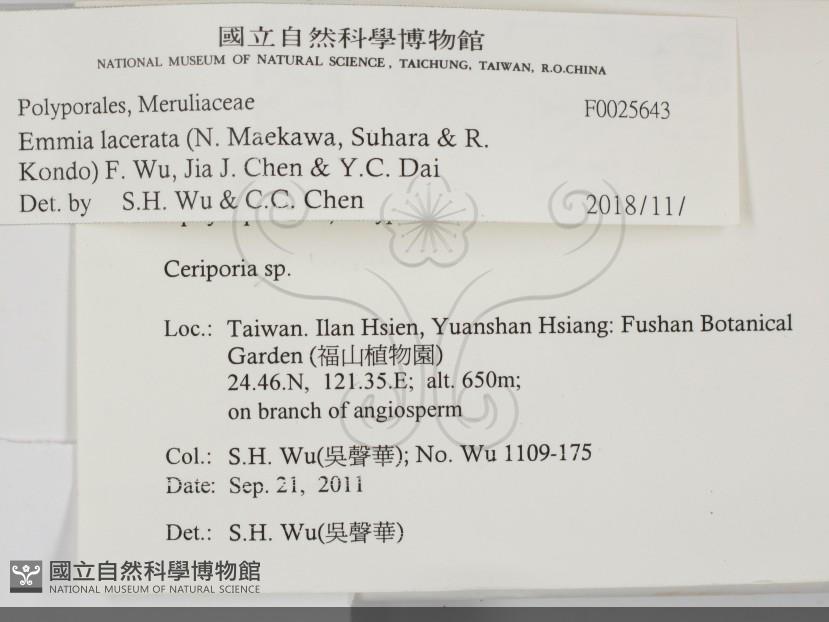 國立自然科學博物館
NATIONAL MUSEUM OF NATURAL SCIENCE, TAICHUNG, TAIWAN, R.O.CHINA
Polyporales, Meruliaceae F0025643
Emmia lacerata (N. Maekawa, Suhara & R.
Kondo) F. Wu, Jia J. Chen & Y.C. Dai
Det. by S.H. Wu & C.C. Chen 2018/11/
Ceriporia sp.
Loc.: Taiwan. Ilan Hsien, Yuanshan Hsiang: Fushan Botanical
Garden (福山植物園)
24.46.N, 121.35.E; alt. 650m;
on branch of angiosperm
Col.: S.H. Wu(吳聲華); No. Wu 1109-175
Date: Sep. 21, 2011
Det.: S.H. Wu(吳聲華)
國立自然科學博物館
NATIONAL MUSEUM OF NATURAL SCIENCE